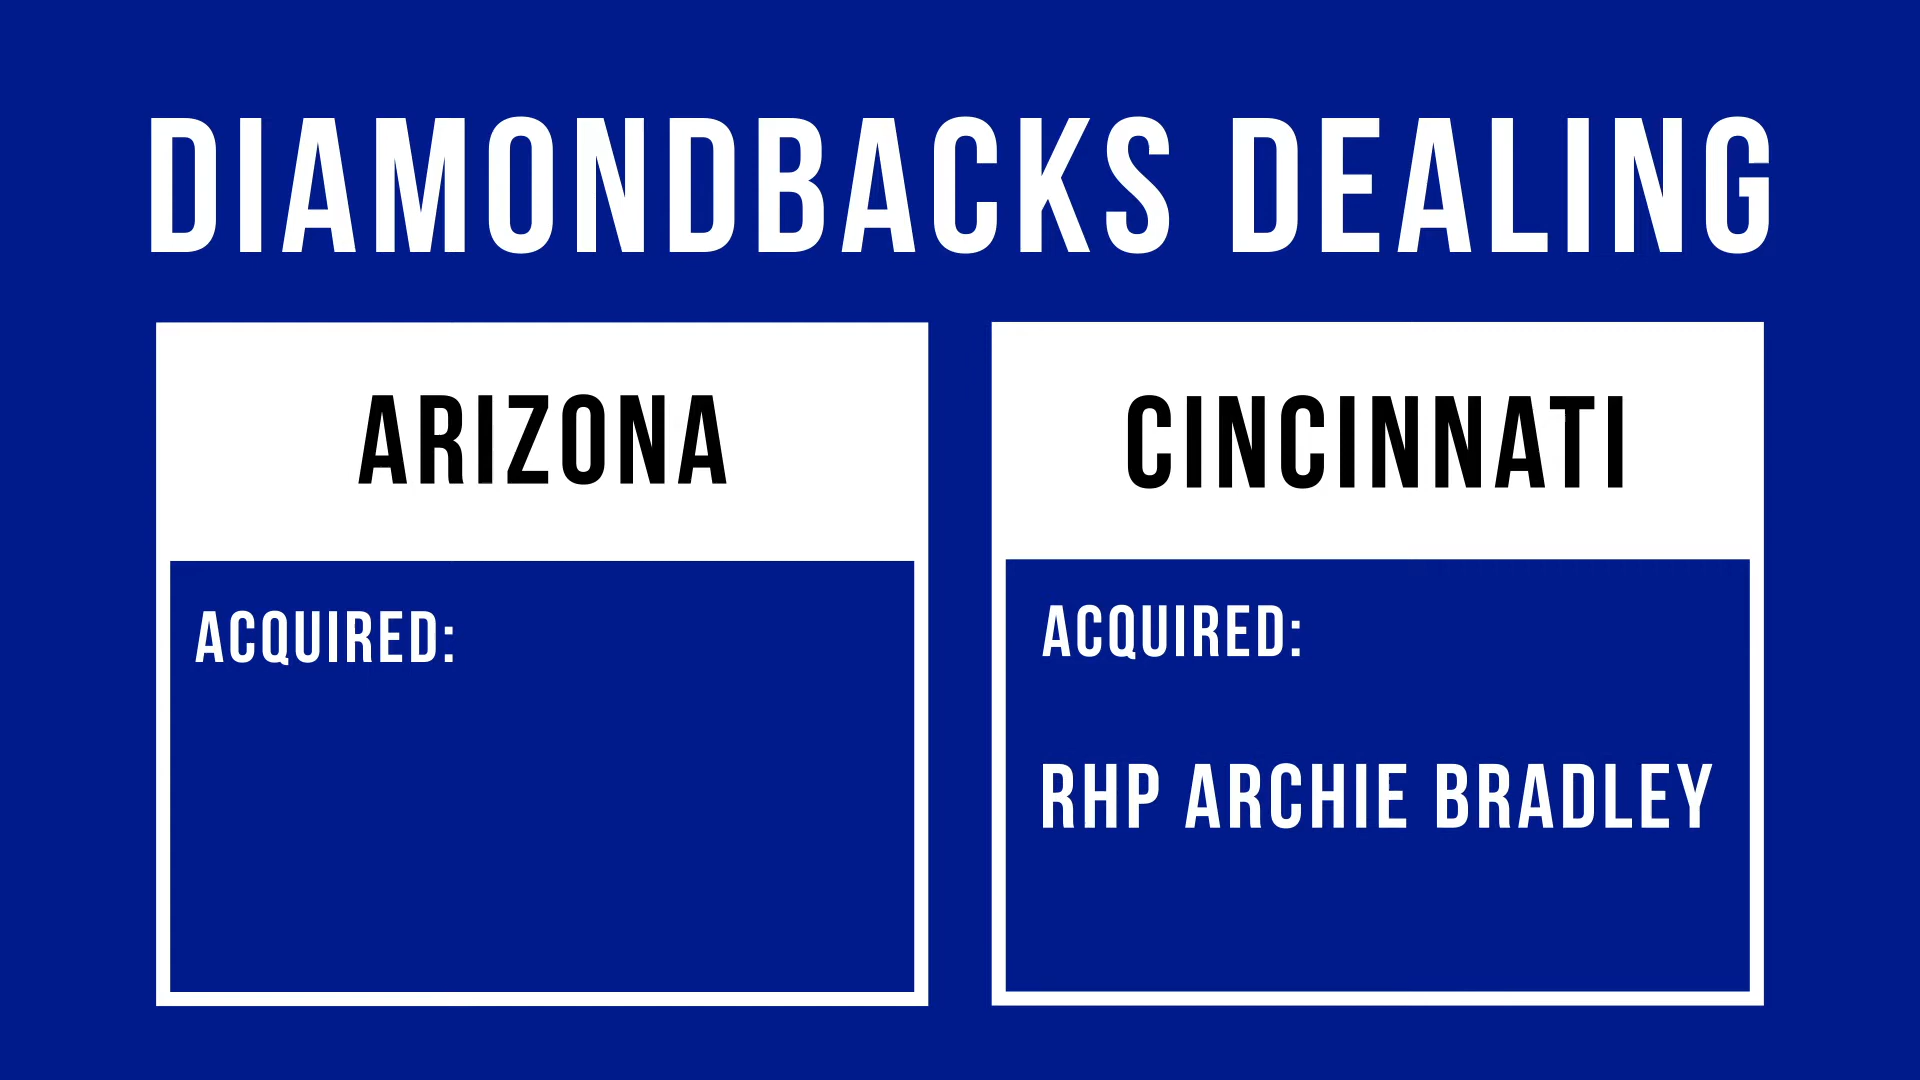 DIAMONDBACKS DEALING
ARIZONA
ACQUIRED:
CINCINNATI
ACQUIRED:
RHP ARCHIE BRADLEY